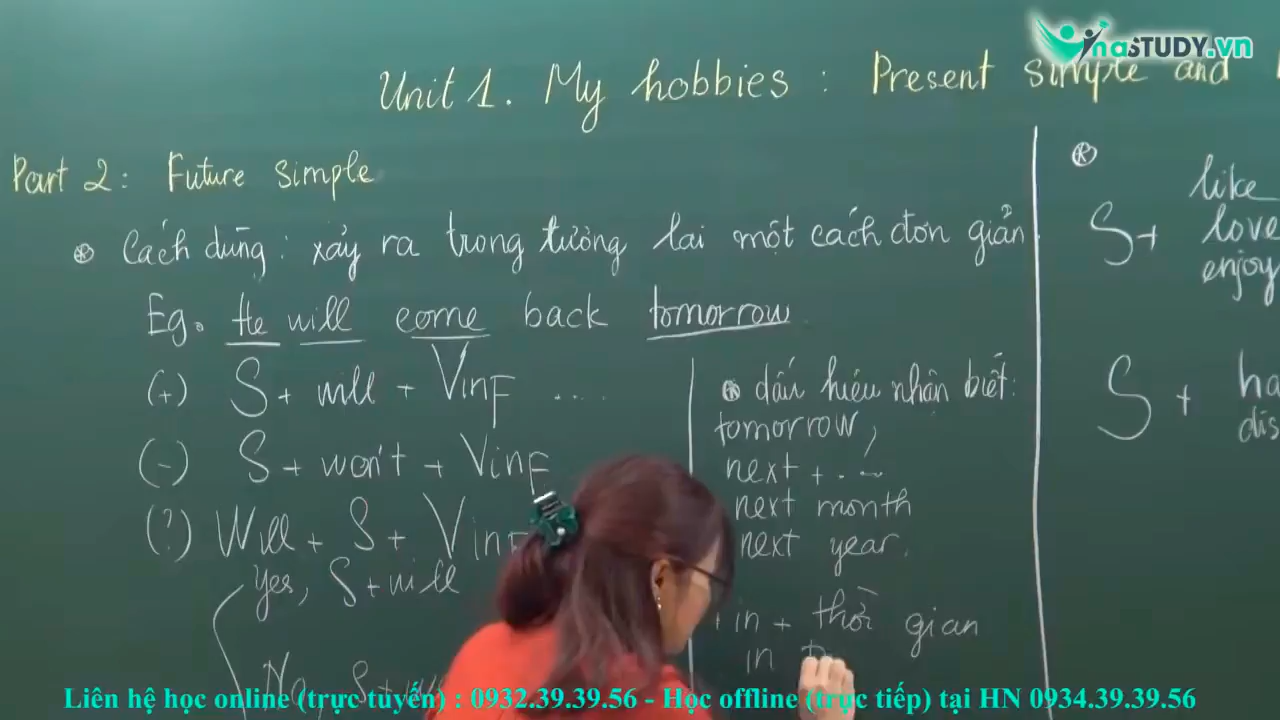 VinaSTUDY.vn
Unit 1. My hobbies : Present simple and
Part 2 : Future simple
Cách dùng : xảy ra trong tương lai một cách đơn giản
Eg. He will come back tomorrow
(+) S + will + Vinf ....
(-) S + won't + Vinf
(?) Will + S + Vinf
Yes, S + will
No, S +
dấu hiệu nhận biết :
tomorrow,
next + ...
next month
next year.
+ in + thời gian
in
S +
like
love
enjoy
S +
Liên hệ học online (trực tuyến) : 0932.39.39.56 - Học offline (trực tiếp) tại HN 0934.39.39.56